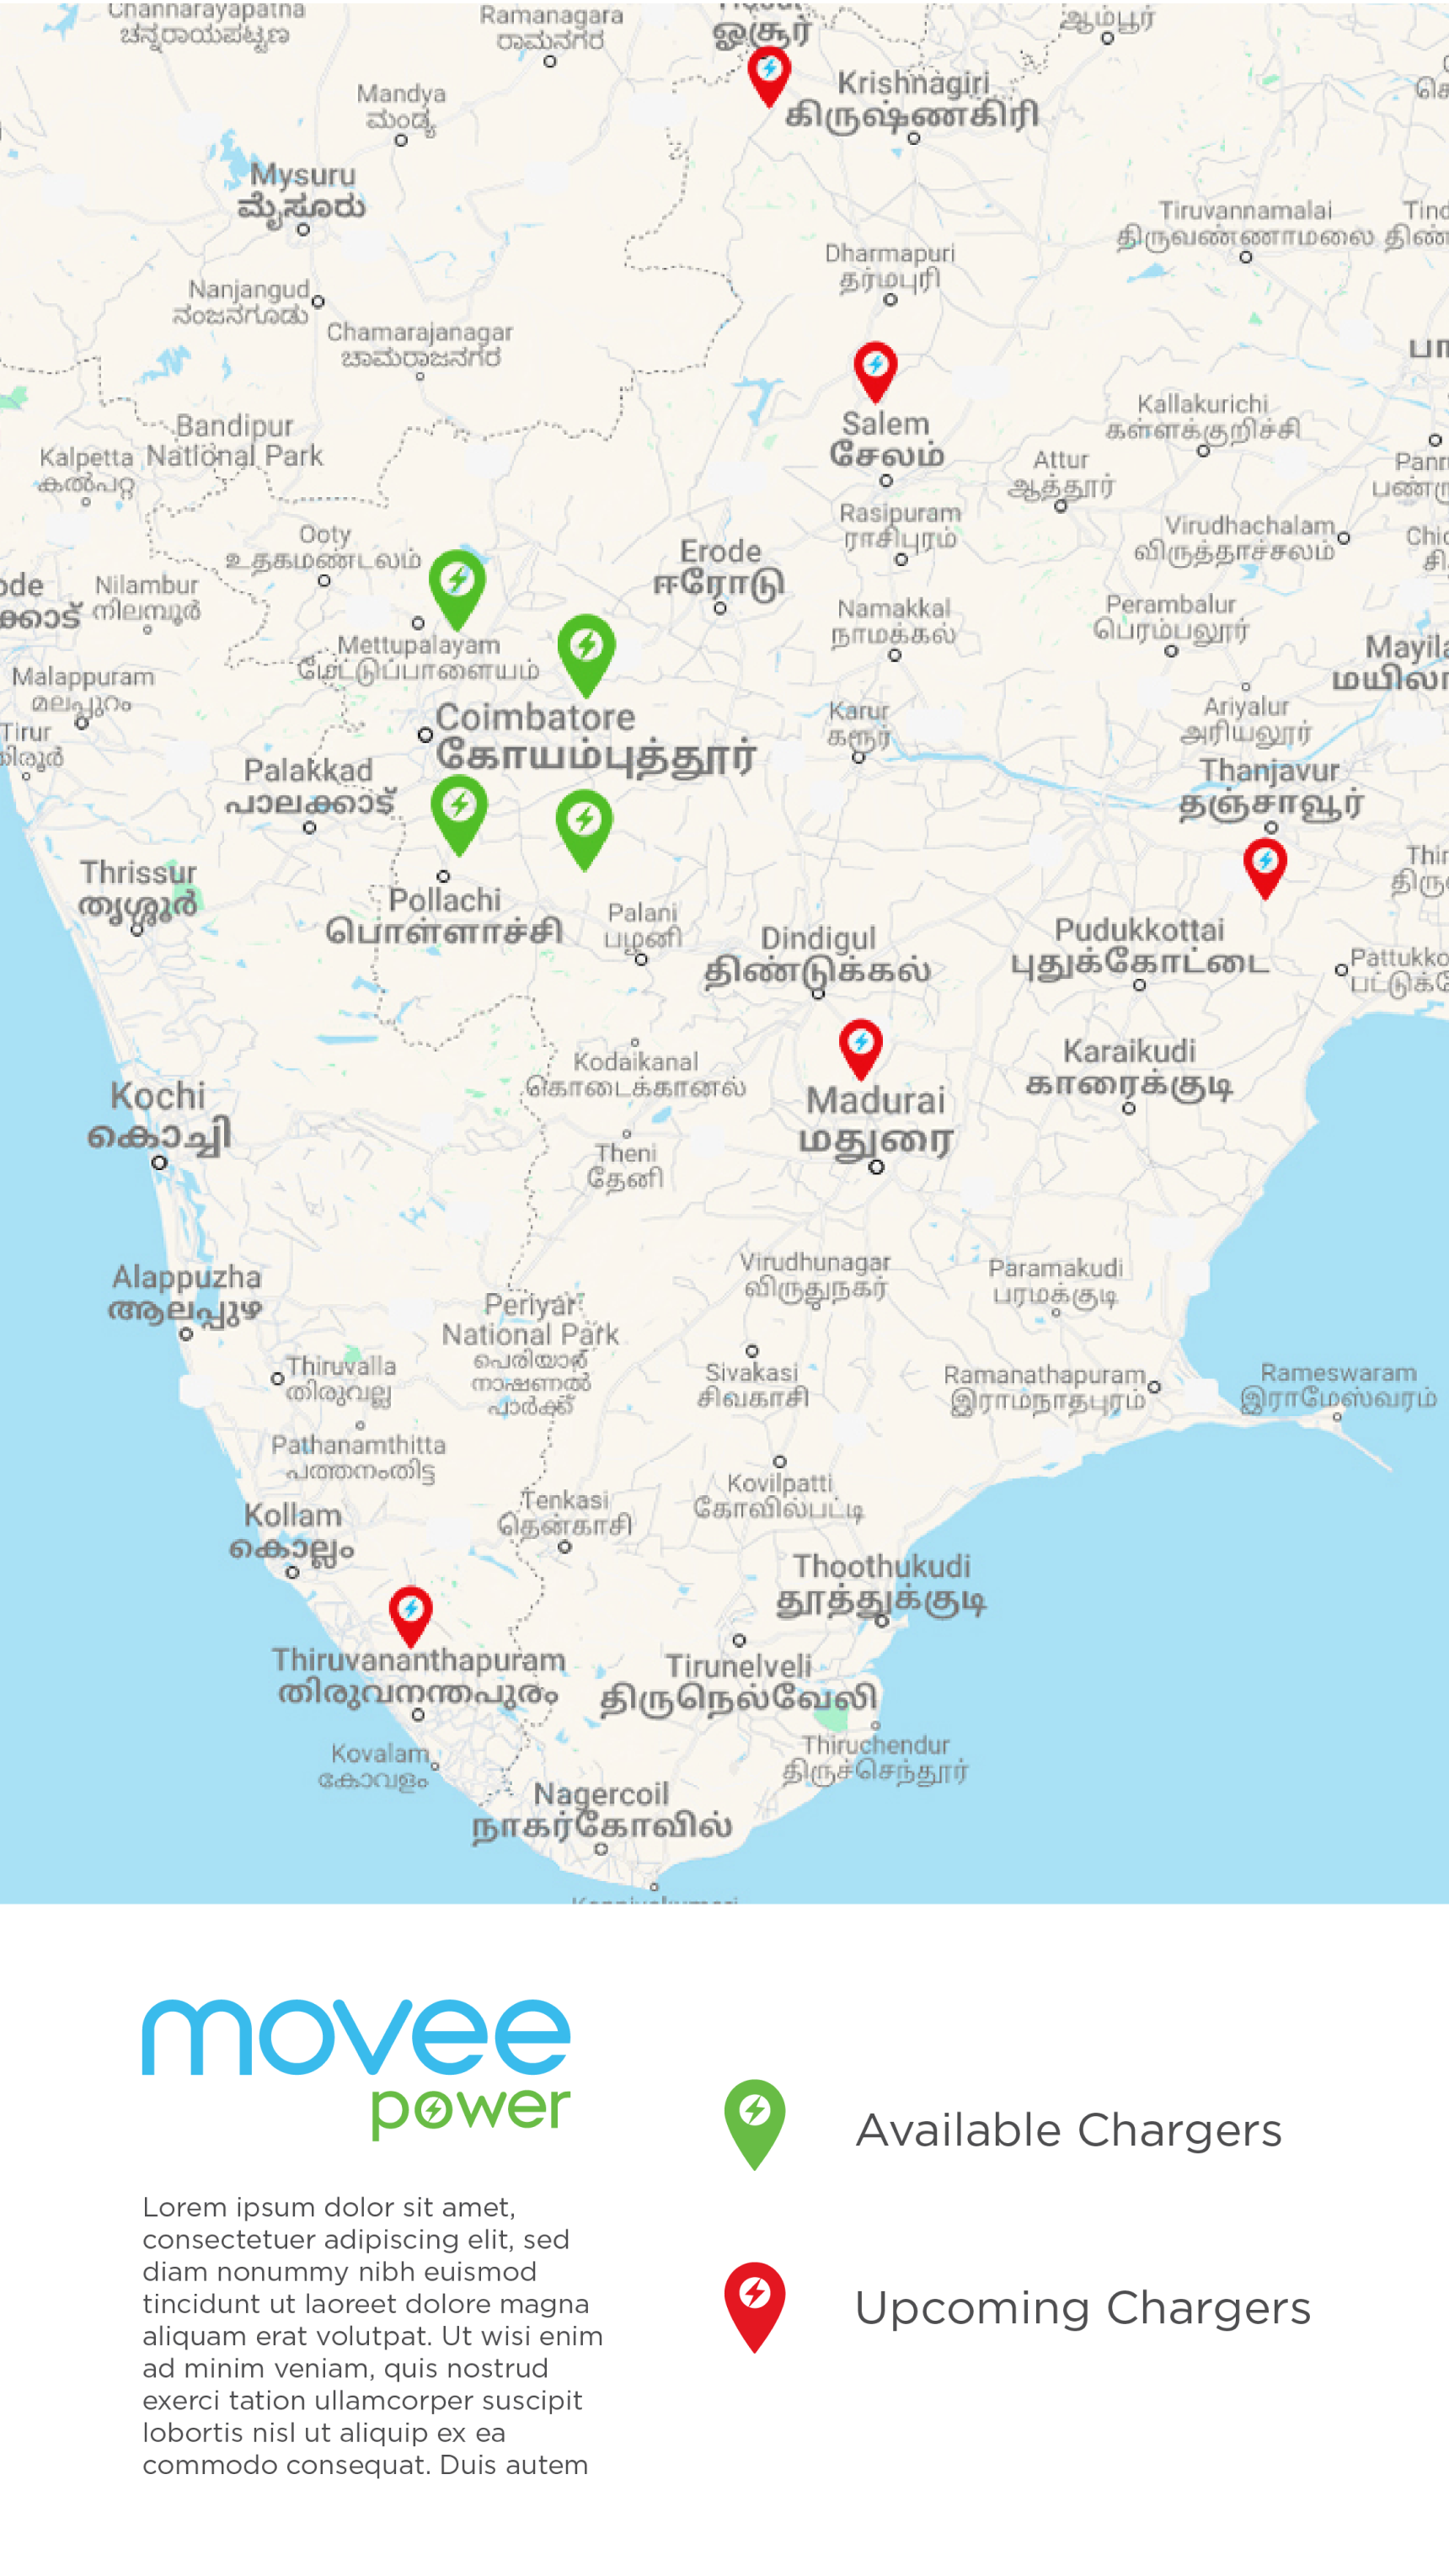 Channarayapatna
ಚನ್ನರಾಯಪಟ್ಟಣ
Ramanagara
ರಾಮನಗರ
ஓசூர்
ஆம்பூர்
Krishnagiri
கிருஷ்ணகிரி
Mandya
ಮಂಡ್ಯ
Mysuru
ಮೈಸೂರು
Tiruvannamalai
திருவண்ணாமலை
Tind
திண்
Dharmapuri
தர்மபுரி
Nanjangud
ನಂಜನಗೂಡು
Chamarajanagar
ಚಾಮರಾಜನಗರ
Salem
சேலம்
Kallakurichi
கள்ளக்குறிச்சி
Bandipur
National Park
Kalpetta
കൽപറ്റ
Attur
ஆத்தூர்
Panr
பண்ரு
Rasipuram
ராசிபுரம்
Virudhachalam
விருத்தாச்சலம்
Chid
சி
Ooty
உதகமண்டலம்
Erode
ஈரோடு
ode
ക്കോട്
Nilambur
നിലമ്പൂർ
Namakkal
நாமக்கல்
Perambalur
பெரம்பலூர்
Mayila
மயிலா
Mettupalayam
மேட்டுப்பாளையம்
Malappuram
മലപ്പുറം
Tirur
തിരൂർ
Coimbatore
கோயம்புத்தூர்
Karur
கரூர்
Ariyalur
அரியலூர்
Palakkad
പാലക്കാട്
Thanjavur
தஞ்சாவூர்
Thrissur
തൃശ്ശൂർ
Thir
திரு
Pollachi
பொள்ளாச்சி
Palani
பழனி
Dindigul
திண்டுக்கல்
Pudukkottai
புதுக்கோட்டை
Pattukko
பட்டுக்கே
Kodaikanal
கொடைக்கானல்
Karaikudi
காரைக்குடி
Kochi
കൊച്ചി
Madurai
மதுரை
Theni
தேனி
Virudhunagar
விருதுநகர்
Paramakudi
பரமக்குடி
Alappuzha
ആലപ്പുഴ
Periyar
National Park
പെരിയാർ
നാഷണൽ
പാർക്ക്
Thiruvalla
തിരുവല്ല
Sivakasi
சிவகாசி
Ramanathapuram
இராமநாதபுரம்
Rameswaram
இராமேஸ்வரம்
Pathanamthitta
പത്തനംതിട്ട
Kovilpatti
கோவில்பட்டி
Kollam
കൊല്ലം
Tenkasi
தென்காசி
Thoothukudi
தூத்துக்குடி
Thiruvananthapuram
തിരുവനന്തപുരം
Tirunelveli
திருநெல்வேலி
Kovalam
കോവളം
Thiruchendur
திருச்செந்தூர்
Nagercoil
நாகர்கோவில்
movee
power
Available Chargers
Upcoming Chargers
Lorem ipsum dolor sit amet,
consectetuer adipiscing elit, sed
diam nonummy nibh euismod
tincidunt ut laoreet dolore magna
aliquam erat volutpat. Ut wisi enim
ad minim veniam, quis nostrud
exerci tation ullamcorper suscipit
lobortis nisl ut aliquip ex ea
commodo consequat. Duis autem